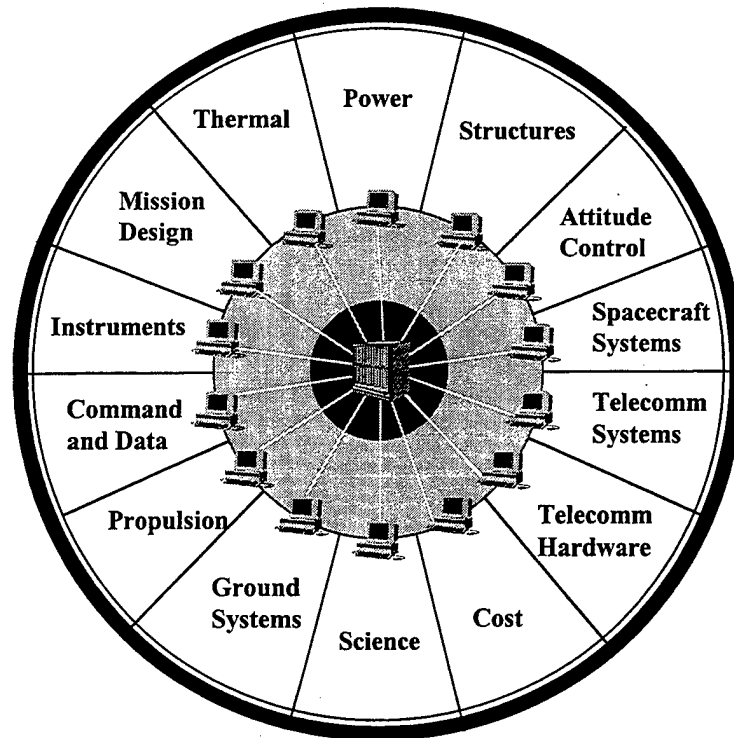 Power
Structures
Attitude
Control
Spacecraft
Systems
Telecomm
Systems
Telecomm
Hardware
Cost
Science
Ground
Systems
Propulsion
Command
and Data
Instruments
Mission
Design
Thermal